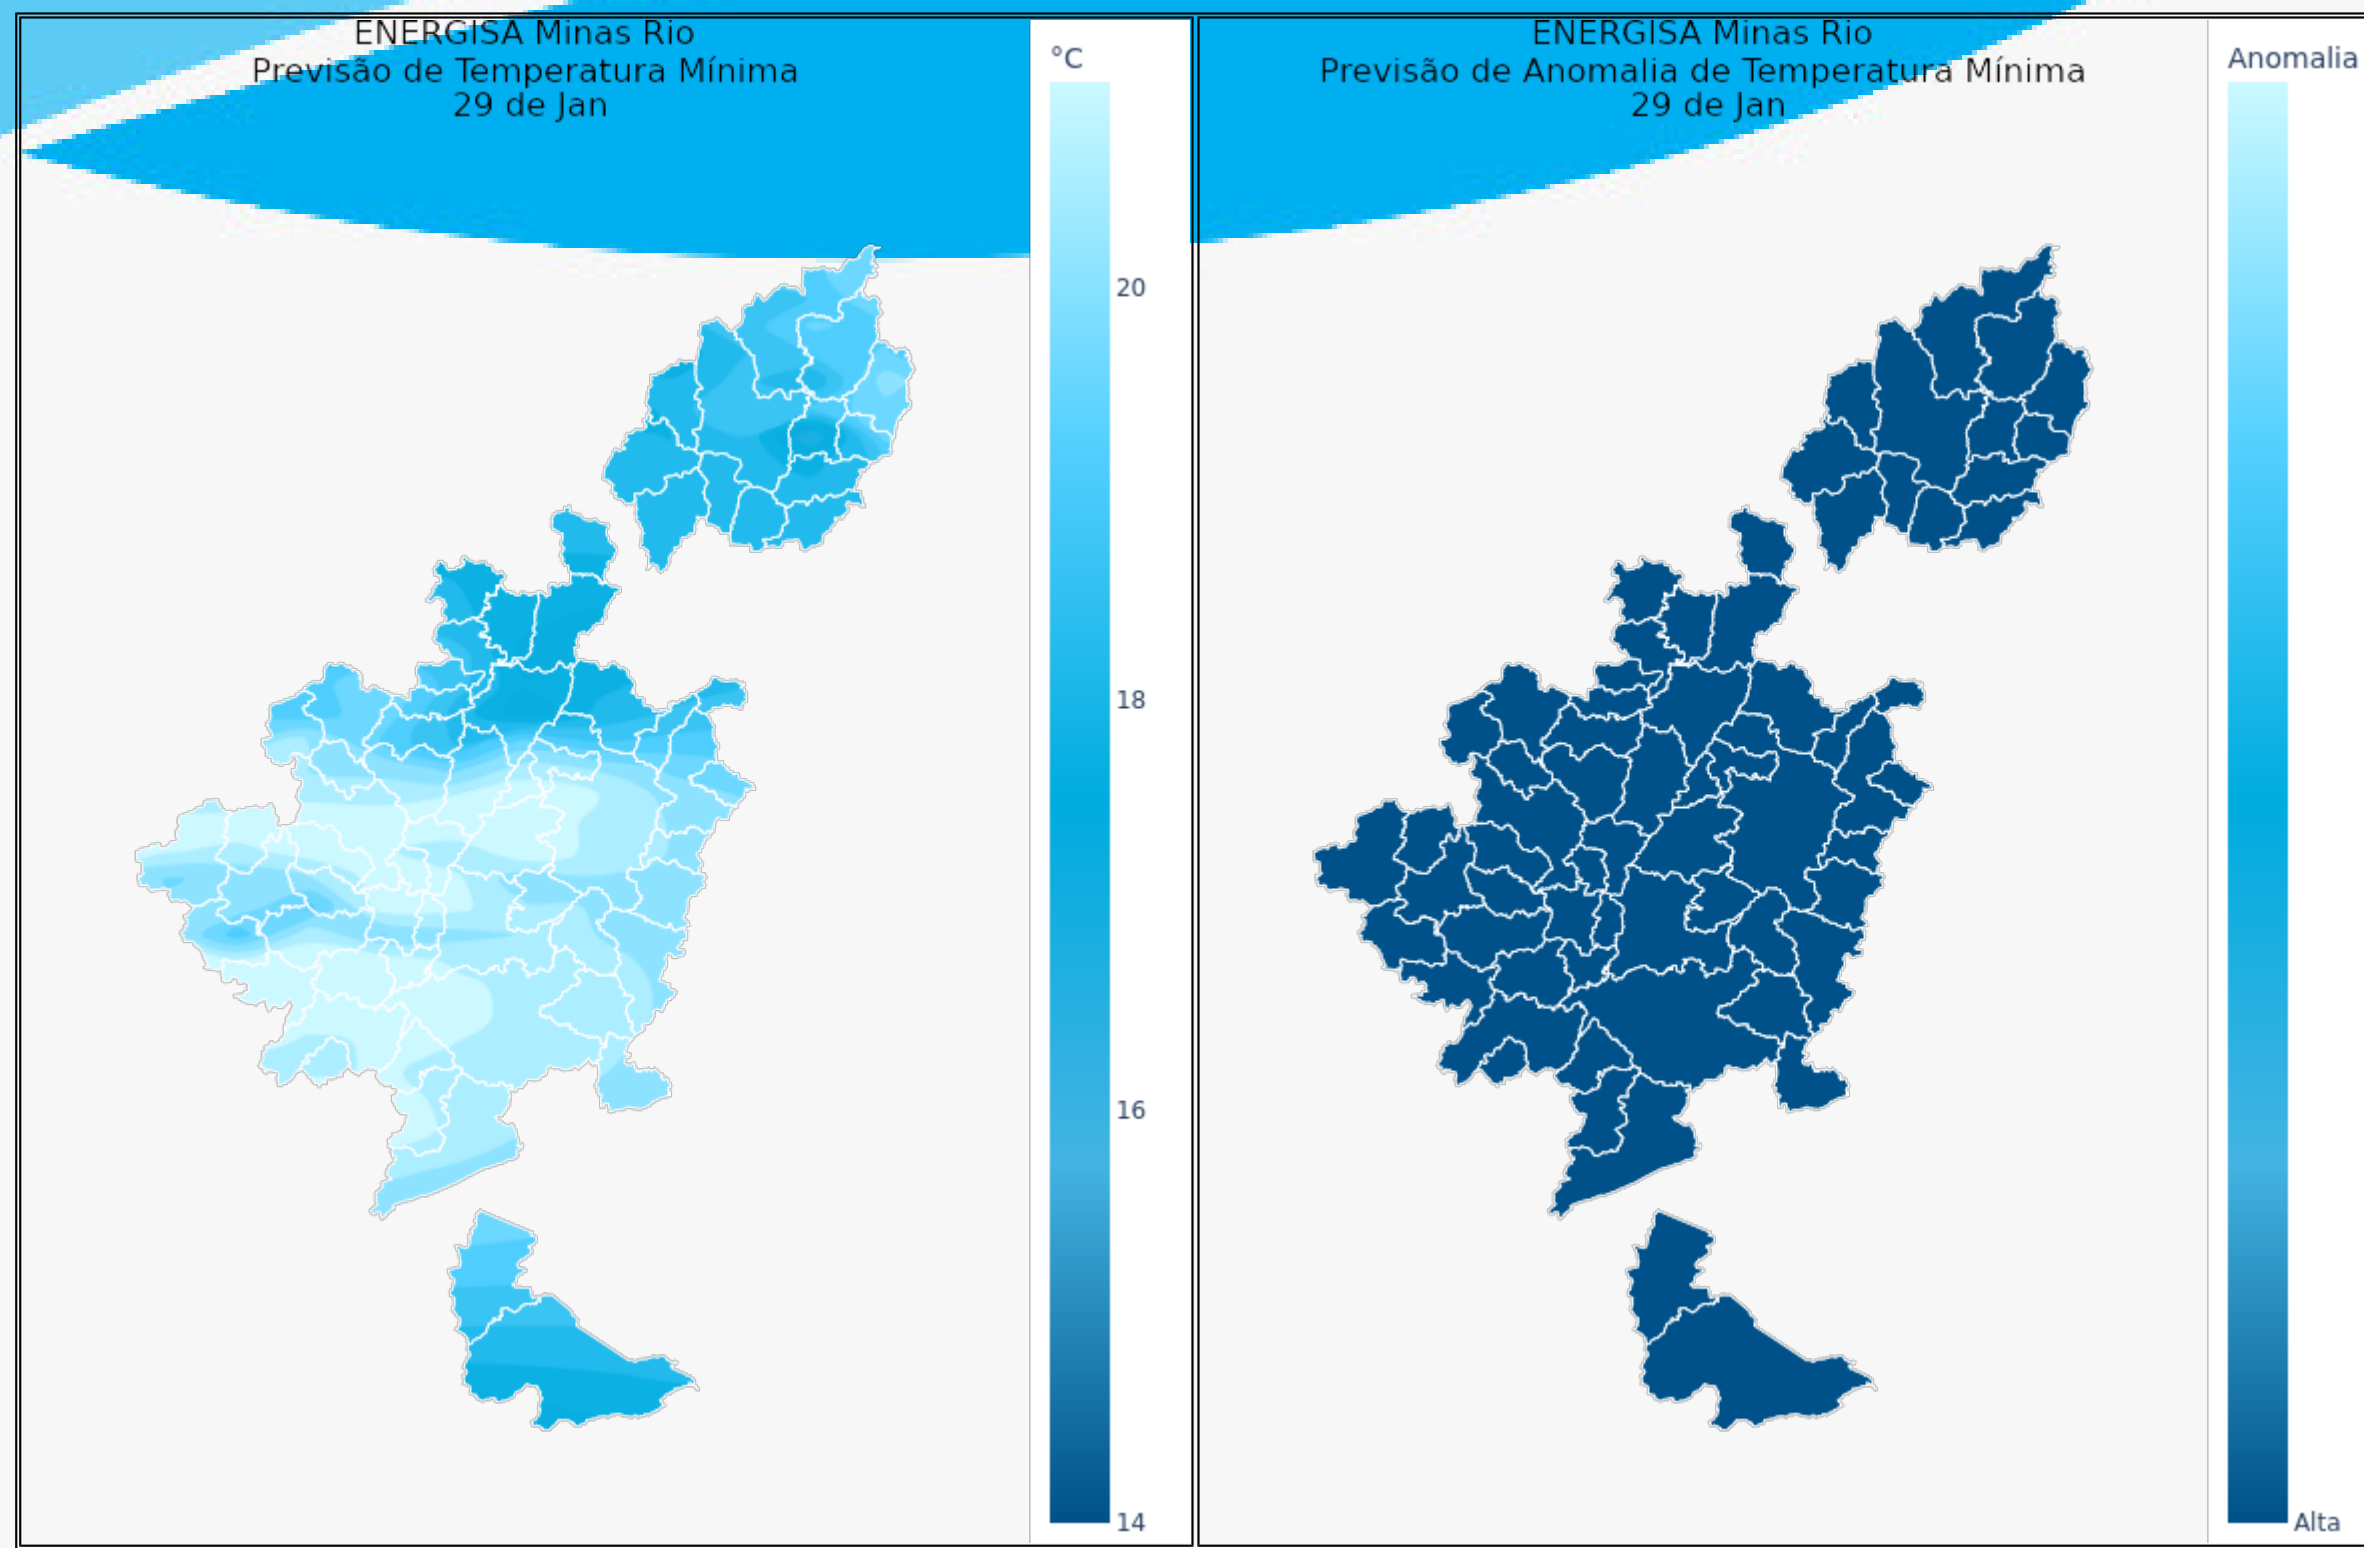 ENERGISA Minas Rio
Previsão de Temperatura Mínima
29 de Jan
°C
20
18
16
14
ENERGISA Minas Rio
Previsão de Anomalia de Temperatura Mínima
29 de Jan
Anomalia
Alta